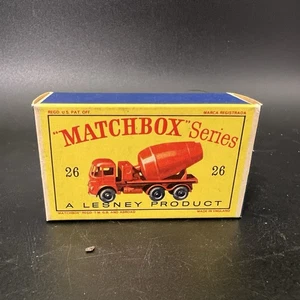 REGD. U.S. PAT. OFF. MARCA REGISTRADA
"MATCHBOX" Series
26 26
A LESNEY PRODUCT
MADE IN ENGLAND